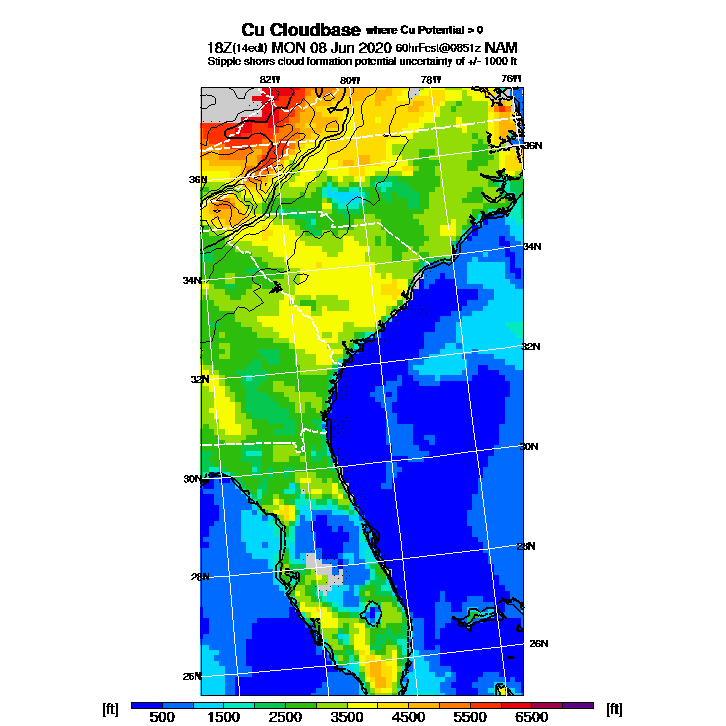 Cu Cloudbase where Cu Potential > 0
18Z(14edt) MON 08 Jun 2020 60hrFcst@0851z NAM
Stipple shows cloud formation potential uncertainty of +/- 1000 ft
82W 80W 78W 76W
36N
36N
34N
34N
32N
32N
30N
30N
28N
28N
26N
26N
[ft] [ft]
500 1500 2500 3500 4500 5500 6500